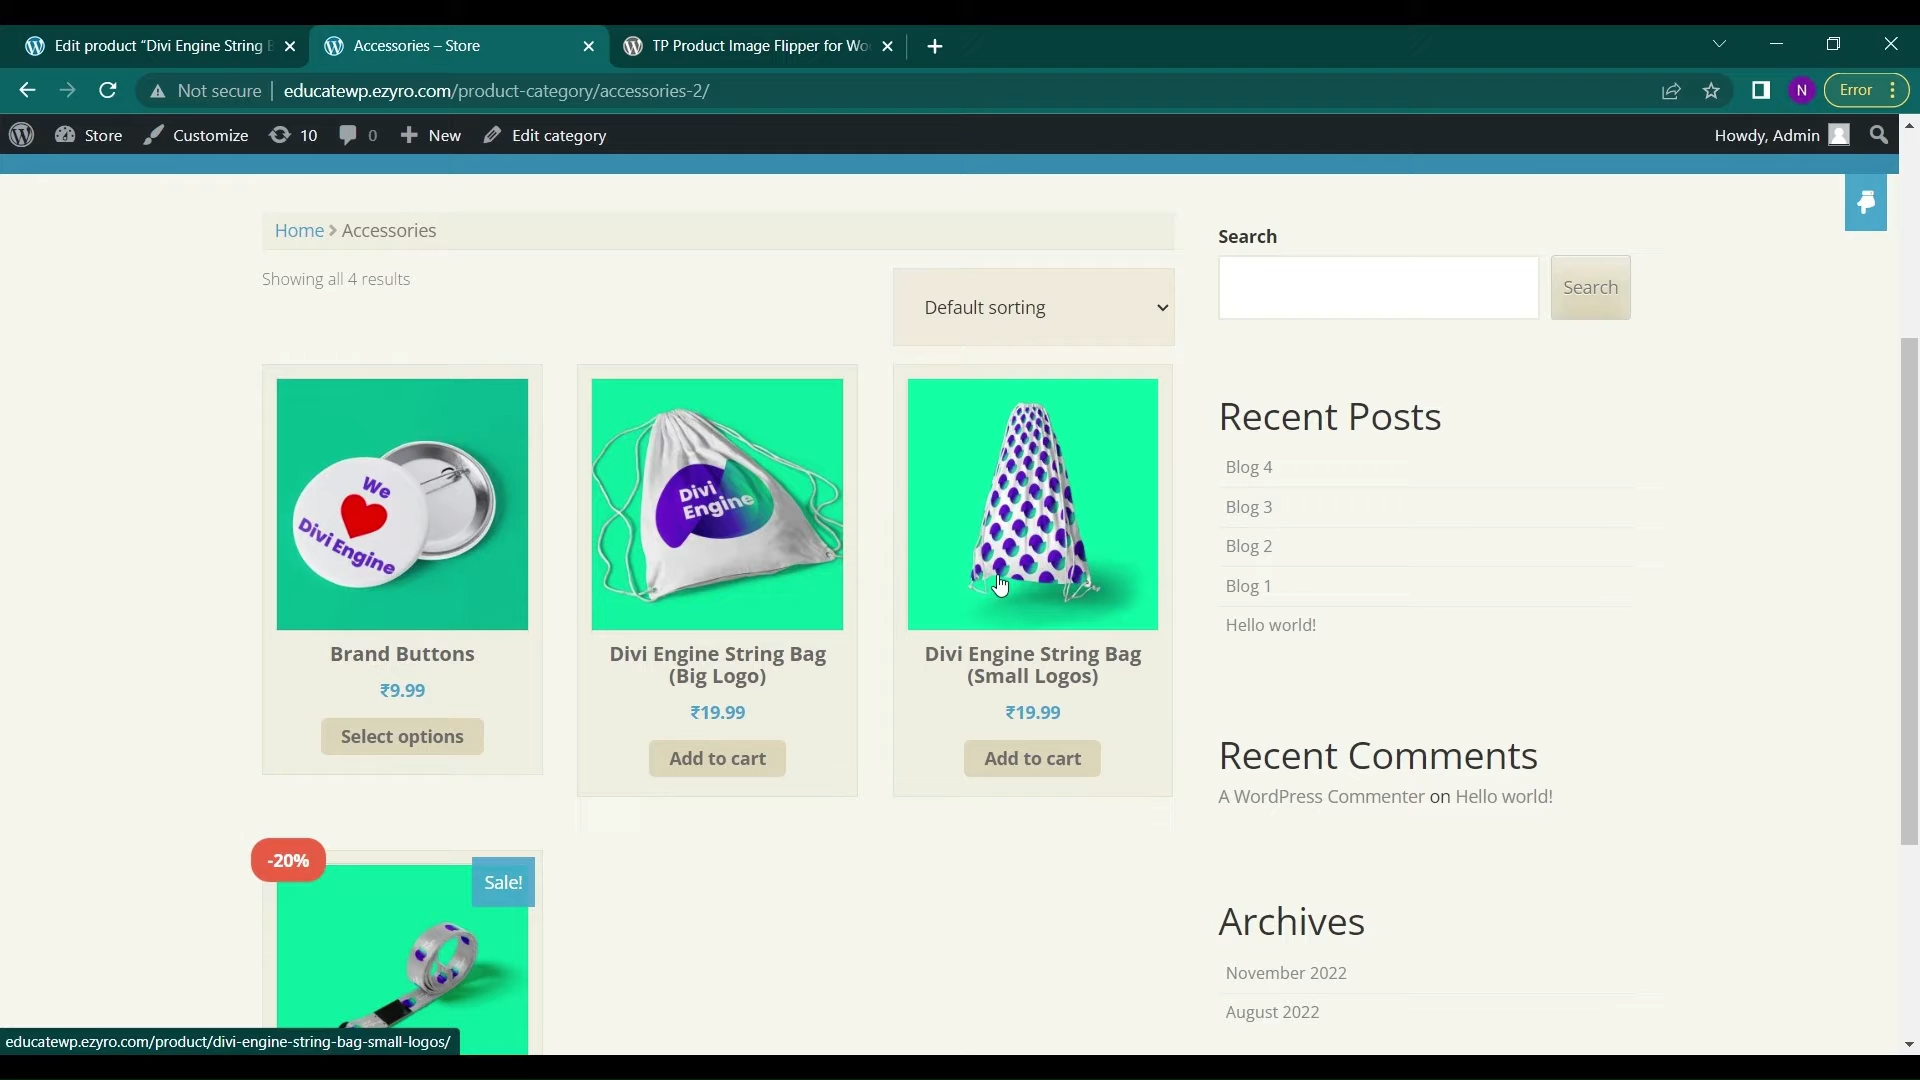 Edit product “Divi Engine String
Accessories – Store
TP Product Image Flipper for
Not secure
educatewp.ezyro.com/product-category/accessories-2/
N
Error
Store
Customize
10
0
New
Edit category
Howdy, Admin
Home
Accessories
Showing all 4 results
Default sorting
Search
Search
We
Divi Engine
Divi
Engine
Brand Buttons
₹9.99
Select options
Divi Engine String Bag
(Big Logo)
₹19.99
Add to cart
Divi Engine String Bag
(Small Logos)
₹19.99
Add to cart
Recent Posts
Blog 4
Blog 3
Blog 2
Blog 1
Hello world!
Recent Comments
A WordPress Commenter on Hello world!
-20%
Sale!
Archives
November 2022
August 2022
educatewp.ezyro.com/product/divi-engine-string-bag-small-logos/